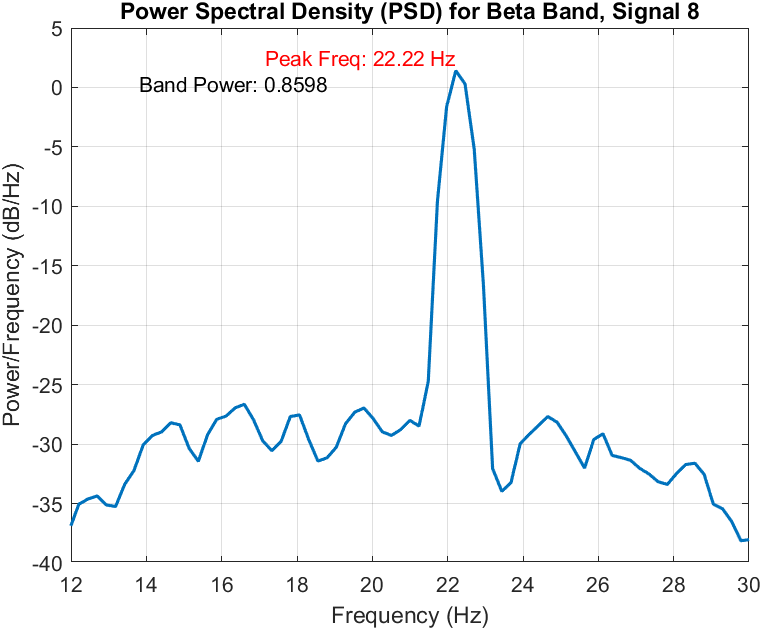 Power Spectral Density (PSD) for Beta Band, Signal 8
Peak Freq: 22.22 Hz
Band Power: 0.8598
Power/Frequency (dB/Hz)
5
0
-5
-10
-15
-20
-25
-30
-35
-40
12 14 16 18 20 22 24 26 28 30
Frequency (Hz)